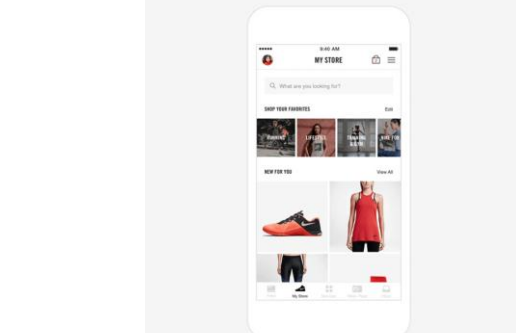 9:40 AM
MY STORE
What are you looking for?
SHOP YOUR FAVORITES
Edit
RUNNING
LIFESTYLE
TRAINING
& GYM
NEW FOR YOU
View All
My Store